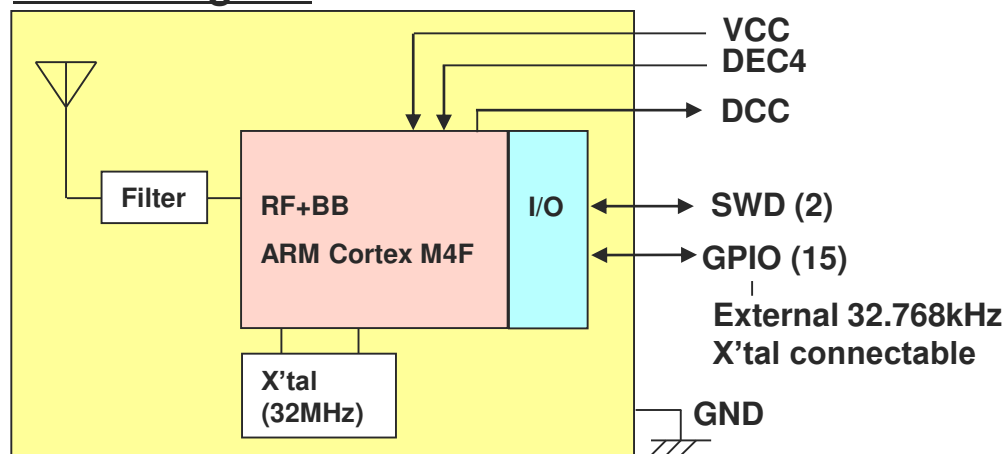 VCC
DEC4
DCC
Filter
RF+BB
ARM Cortex M4F
I/O
SWD (2)
GPIO (15)
External 32.768kHz
X'tal connectable
X'tal
(32MHz)
GND